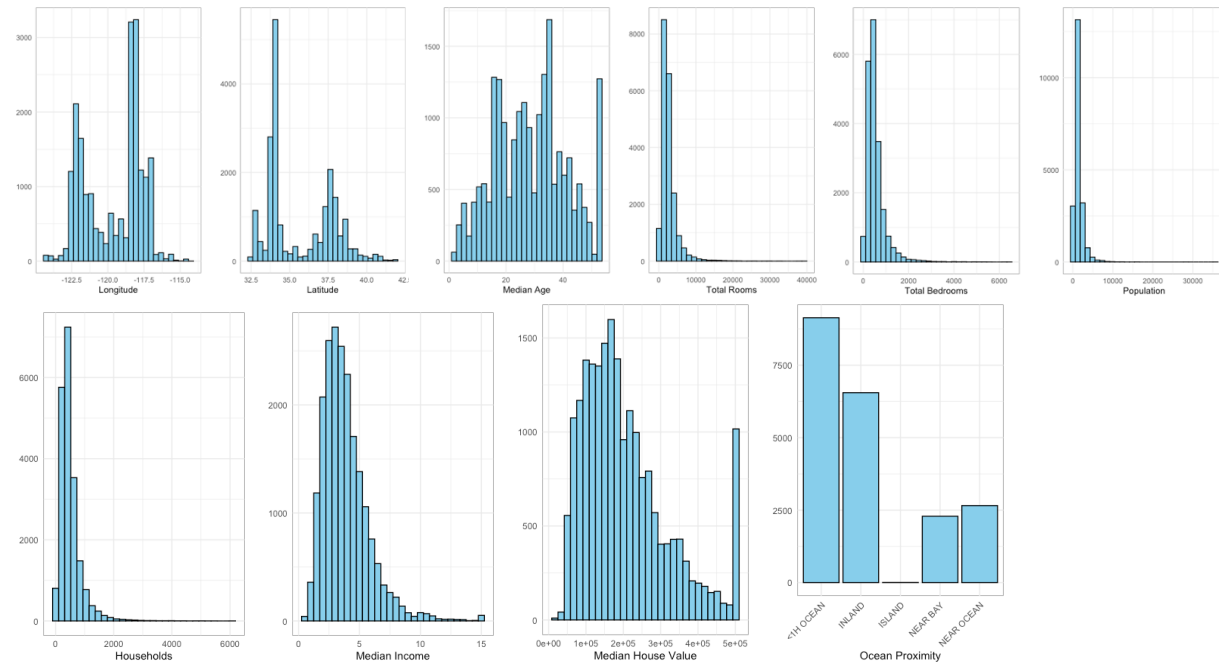 3000
2000
1000
0
-122.5 -120.0 -117.5 -115.0
Longitude
4000
2000
0
32.5 35.0 37.5 40.0 42.5
Latitude
1500
1000
500
0
0 20 40
Median Age
8000
6000
4000
2000
0
0 10000 20000 30000 40000
Total Rooms
6000
4000
2000
0
0 2000 4000 6000
Total Bedrooms
10000
5000
0
0 10000 20000 30000
Population
6000
4000
2000
0
0 2000 4000 6000
Households
2000
1000
0
0 5 10 15
Median Income
1500
1000
500
0
0e+00 1e+05 2e+05 3e+05 4e+05 5e+05
Median House Value
7500
5000
2500
0
<1H OCEAN
INLAND
ISLAND
NEAR BAY
NEAR OCEAN
Ocean Proximity